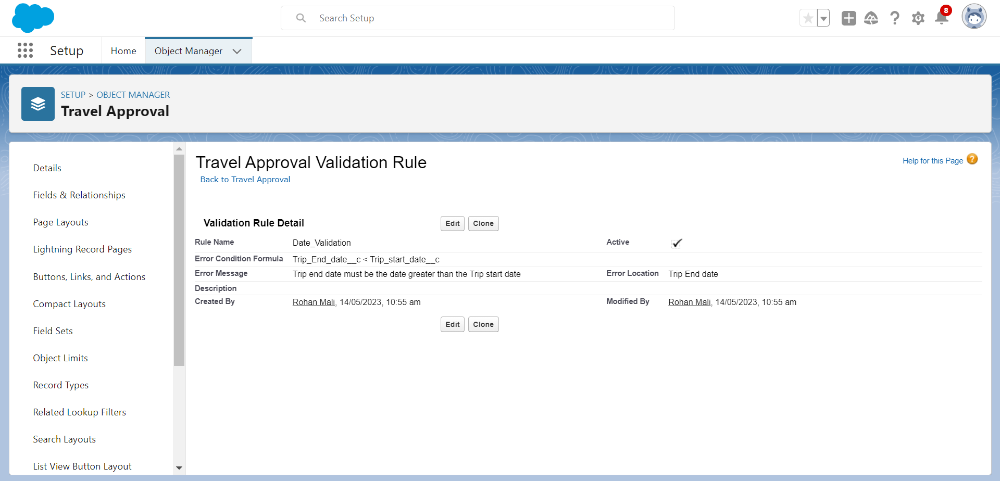 Search Setup
8
Setup
Home
Object Manager
SETUP > OBJECT MANAGER
Travel Approval
Details
Fields & Relationships
Page Layouts
Lightning Record Pages
Buttons, Links, and Actions
Compact Layouts
Field Sets
Object Limits
Record Types
Related Lookup Filters
Search Layouts
List View Button Layout
Travel Approval Validation Rule
Help for this Page ?
Back to Travel Approval
Validation Rule Detail Edit Clone
Rule Name Date_Validation Active
Error Condition Formula Trip_End_date__c < Trip_start_date__c
Error Message Trip end date must be the date greater than the Trip start date Error Location Trip End date
Description
Created By Rohan Mali, 14/05/2023, 10:55 am Modified By Rohan Mali, 14/05/2023, 10:55 am
Edit Clone